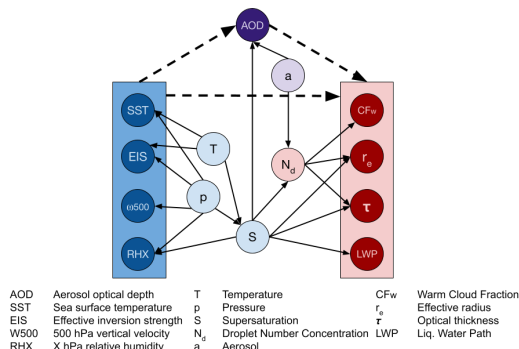 AOD
a
SST
EIS
ω500
RHX
T
p
S
Nd
CFw
re
τ
LWP
AOD Aerosol optical depth T Temperature CFw Warm Cloud Fraction
SST Sea surface temperature p Pressure re Effective radius
EIS Effective inversion strength S Supersaturation τ Optical thickness
W500 500 hPa vertical velocity Nd Droplet Number Concentration LWP Liq. Water Path
RHX X hPa relative humidity a Aerosol